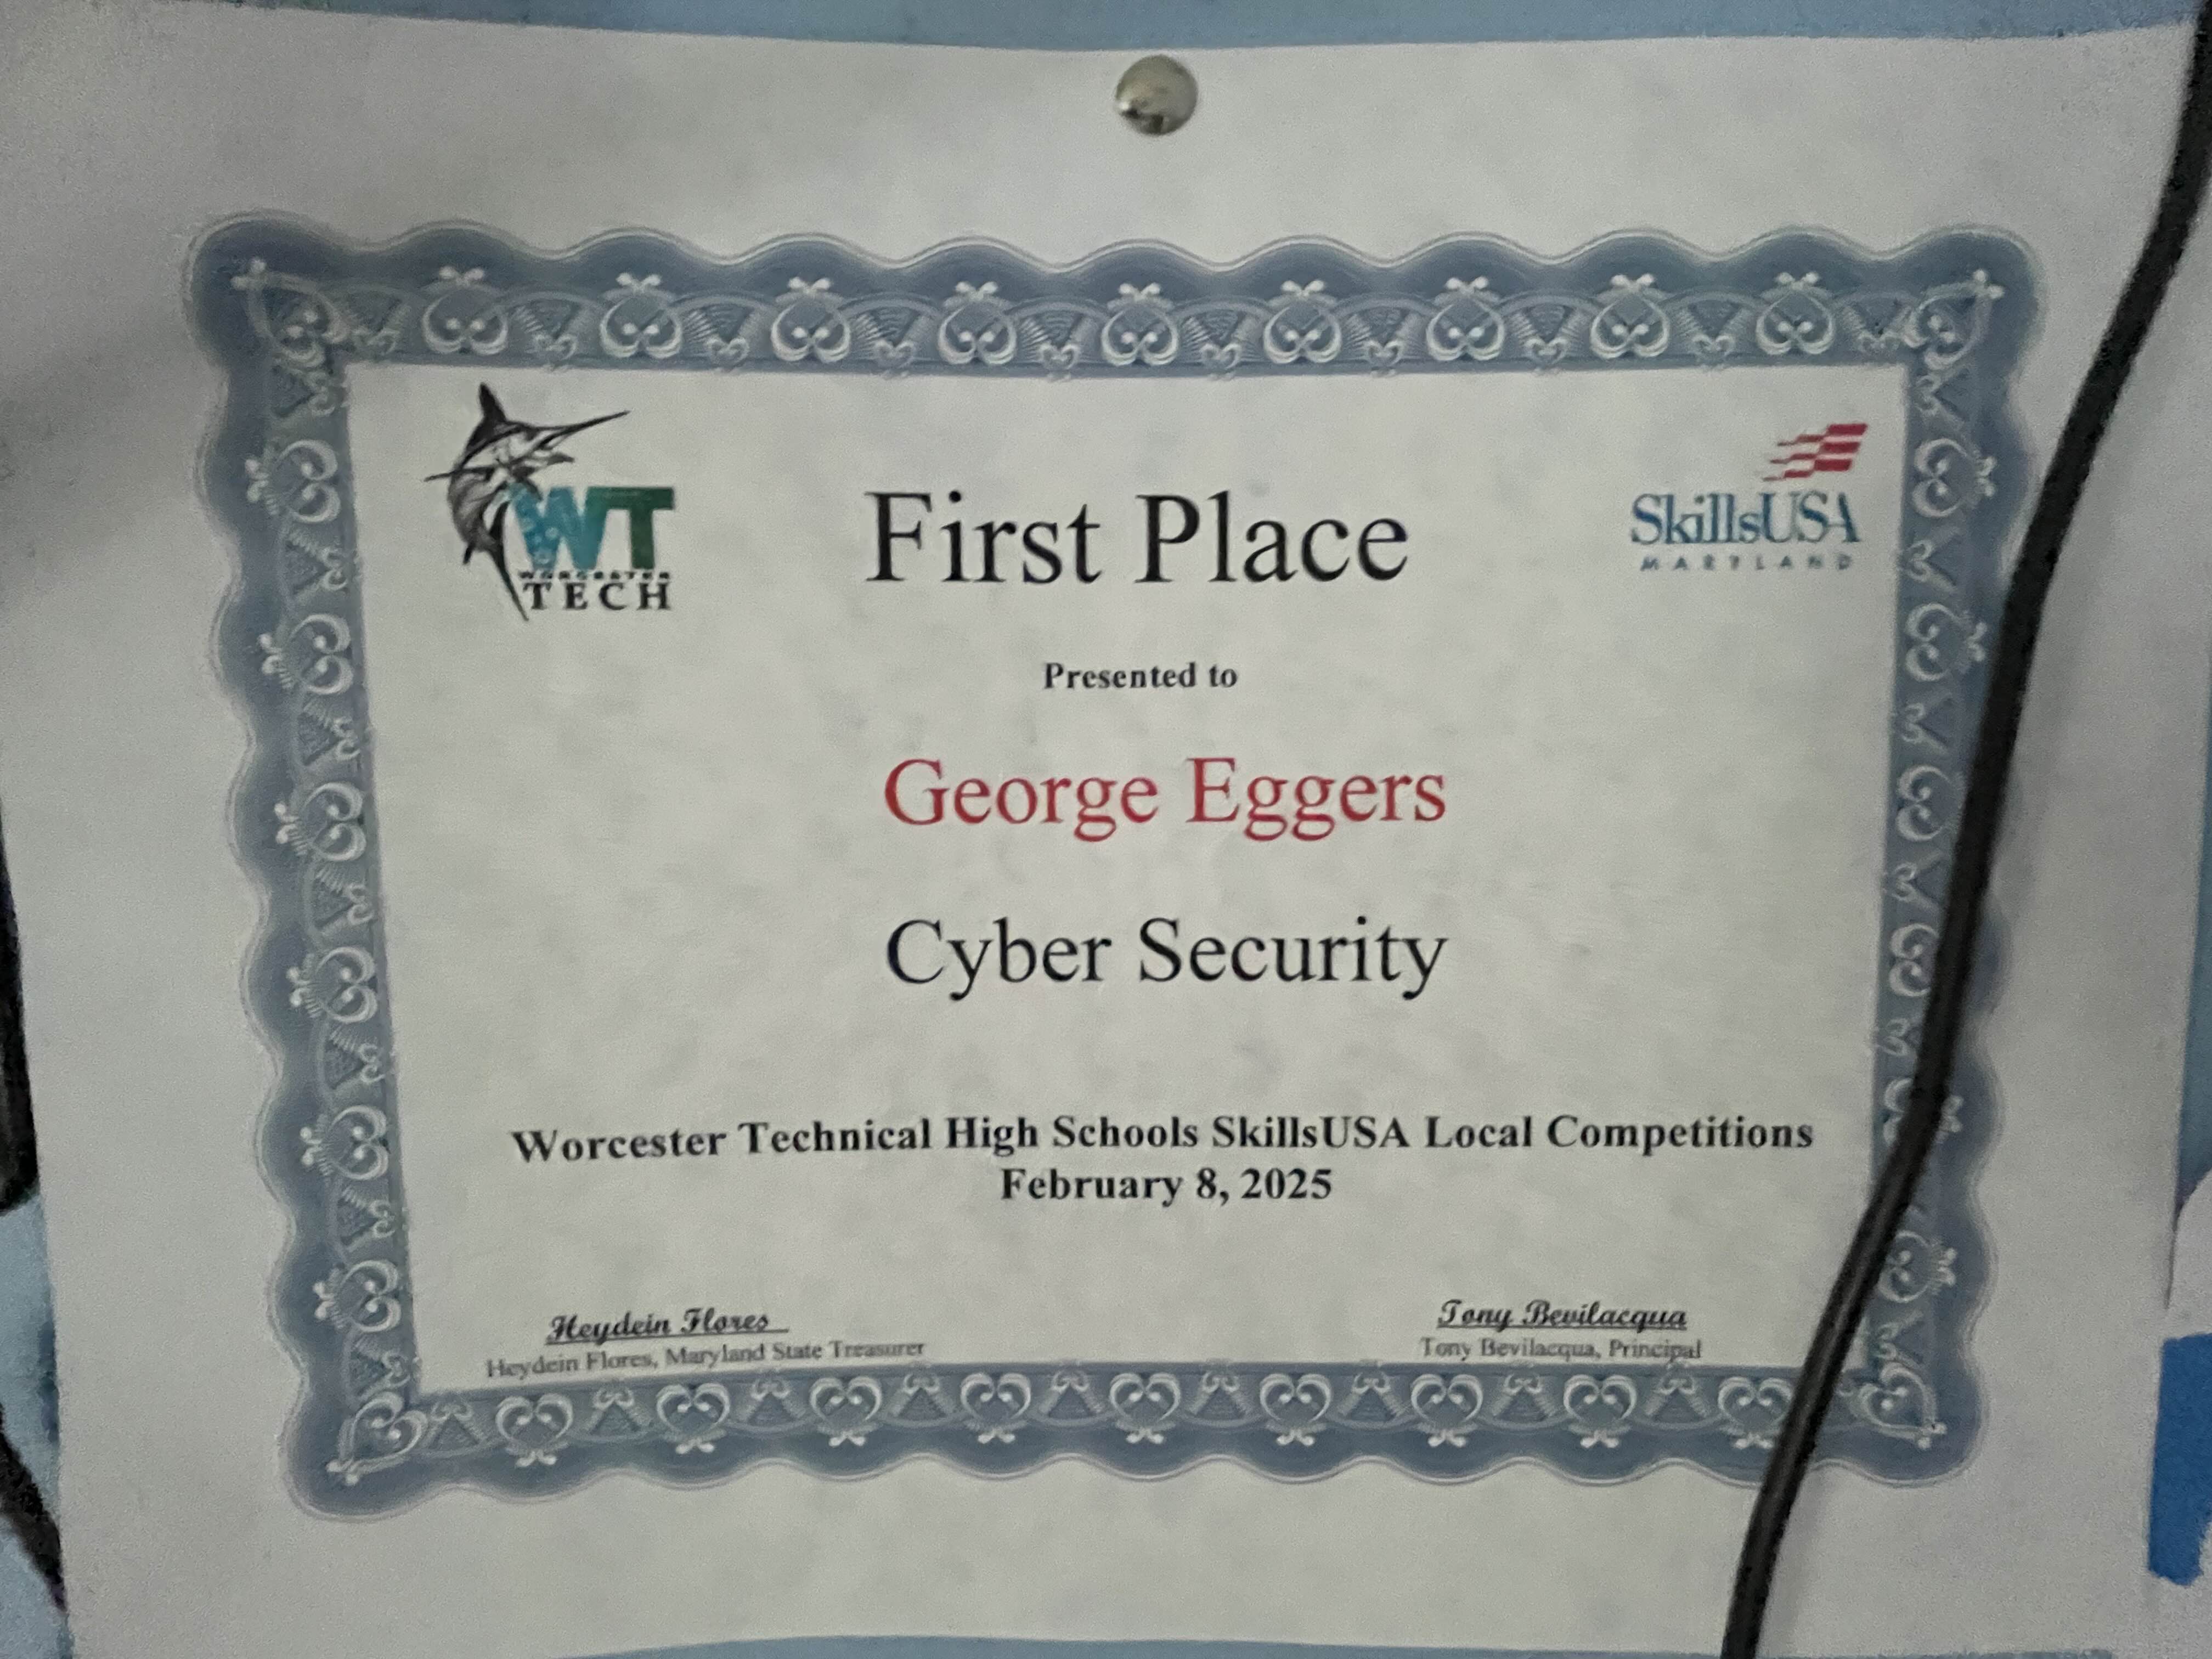 WT
WORCESTER
TECH
First Place
SkillsUSA
MARYLAND
Presented to
George Eggers
Cyber Security
Worcester Technical High Schools SkillsUSA Local Competitions
February 8, 2025
Heydein Flores
Heydein Flores, Maryland State Treasurer
Tony Bevilacqua
Tony Bevilacqua, Principal